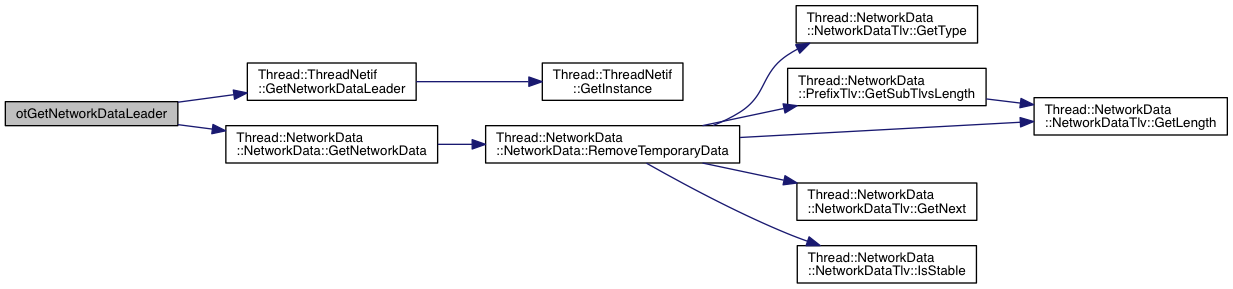 otGetNetworkDataLeader
Thread::ThreadNetif
::GetNetworkDataLeader
Thread::NetworkData
::NetworkData::GetNetworkData
Thread::ThreadNetif
::GetInstance
Thread::NetworkData
::NetworkData::RemoveTemporaryData
Thread::NetworkData
::NetworkDataTlv::GetType
Thread::NetworkData
::PrefixTlv::GetSubTlvsLength
Thread::NetworkData
::NetworkDataTlv::GetNext
Thread::NetworkData
::NetworkDataTlv::IsStable
Thread::NetworkData
::NetworkDataTlv::GetLength